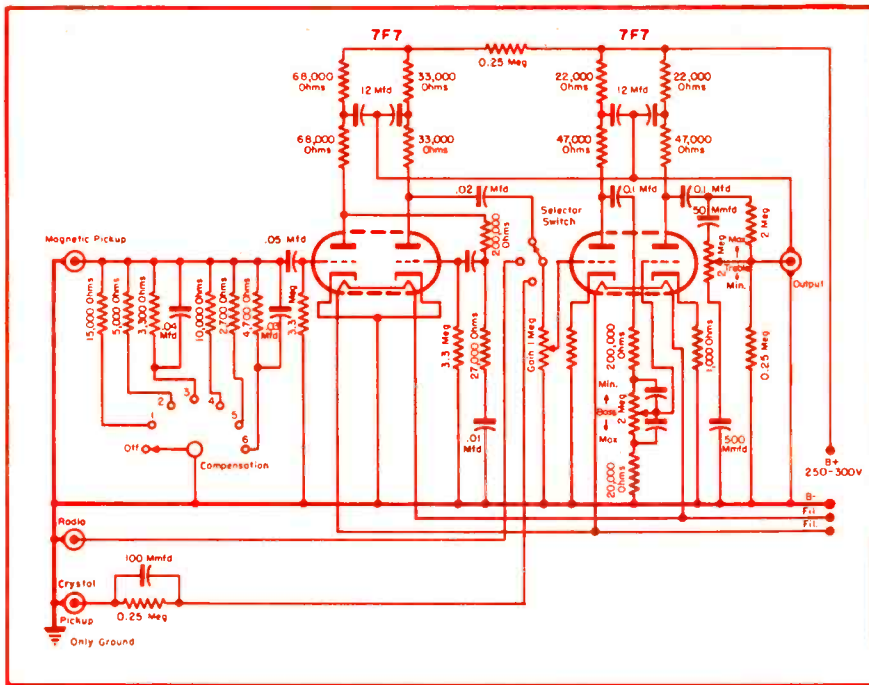 7F7
7F7
0.25 Meg
68,000
Ohms
12 Mfd
33,000
Ohms
22,000
Ohms
12 Mfd
22,000
Ohms
68,000
Ohms
33,000
Ohms
47,000
Ohms
47,000
Ohms
.02 Mfd
0.1 Mfd
0.1 Mfd
50
Mmfd
Selector
Switch
Magnetic Pickup
.05 Mfd
200,000
Ohms
2 Meg
Max.
Treble
Min.
2 Meg
Output
15,000 Ohms
5,000 Ohms
3,300 Ohms
Mfd
10,000 Ohms
2,700 Ohms
4,700 Ohms
Mfd
3.3 Meg
3.3 Meg
27,000 Ohms
Gain 1 Meg
200,000
Ohms
1,000 Ohms
0.25 Meg
1
2
3
4
5
6
Off
Compensation
.01
Mfd
Min.
Bass
Max
2 Meg
20,000
Ohms
500
Mmfd
B+
250-300V
B-
Fil.
Fil.
Radio
100 Mmfd
Crystal
Pickup
0.25 Meg
Only Ground